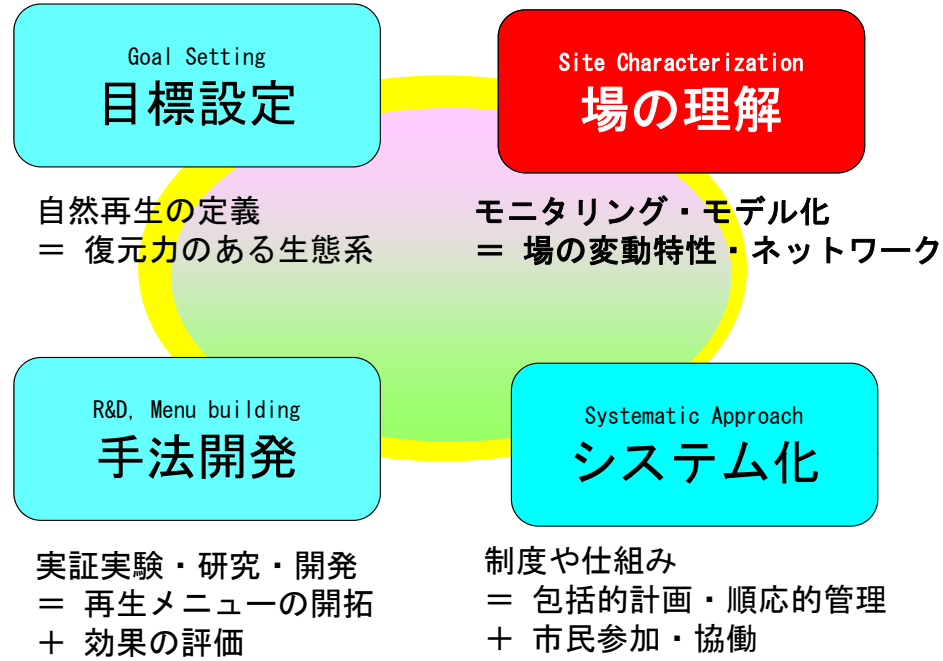 Goal Setting
目標設定
自然再生の定義
＝ 復元力のある生態系
Site Characterization
場の理解
モニタリング・モデル化
＝ 場の変動特性・ネットワーク
R&D, Menu building
手法開発
実証実験・研究・開発
＝ 再生メニューの開拓
＋ 効果の評価
Systematic Approach
システム化
制度や仕組み
＝ 包括的計画・順応的管理
＋ 市民参加・協働